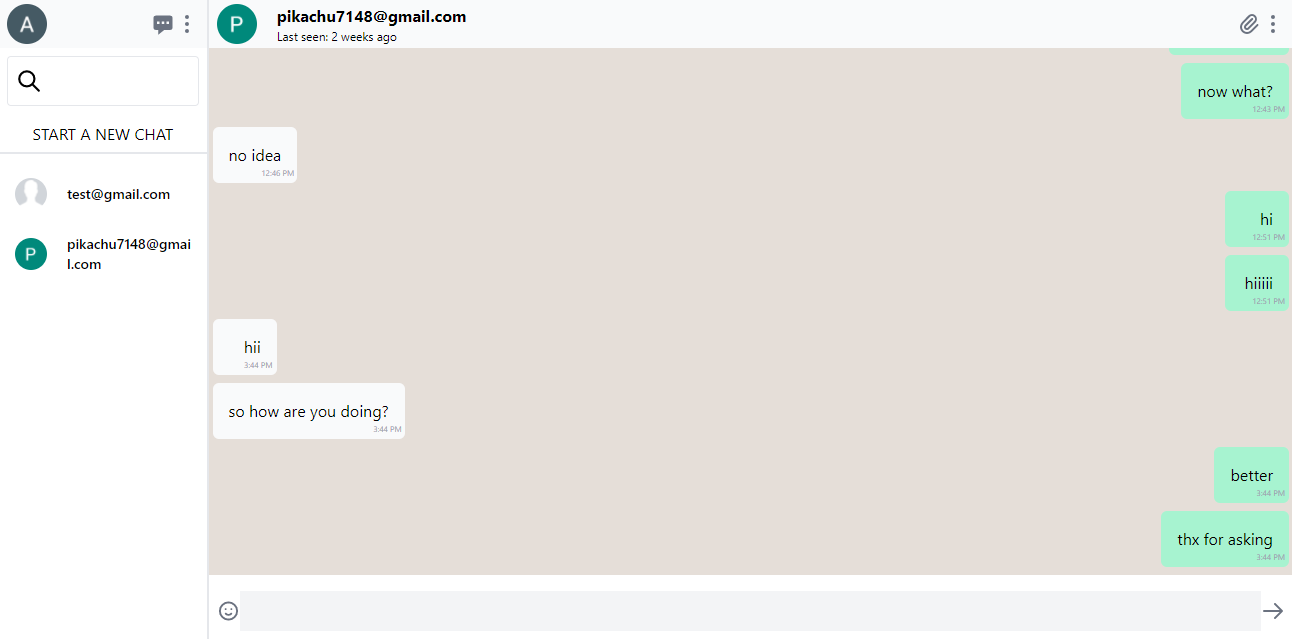 A
START A NEW CHAT
test@gmail.com
P
pikachu7148@gmai
l.com
P
pikachu7148@gmail.com
Last seen: 2 weeks ago
now what?
12:43 PM
no idea
12:46 PM
hi
12:51 PM
hiiiii
12:51 PM
hii
3:44 PM
so how are you doing?
3:44 PM
better
3:44 PM
thx for asking
3:44 PM